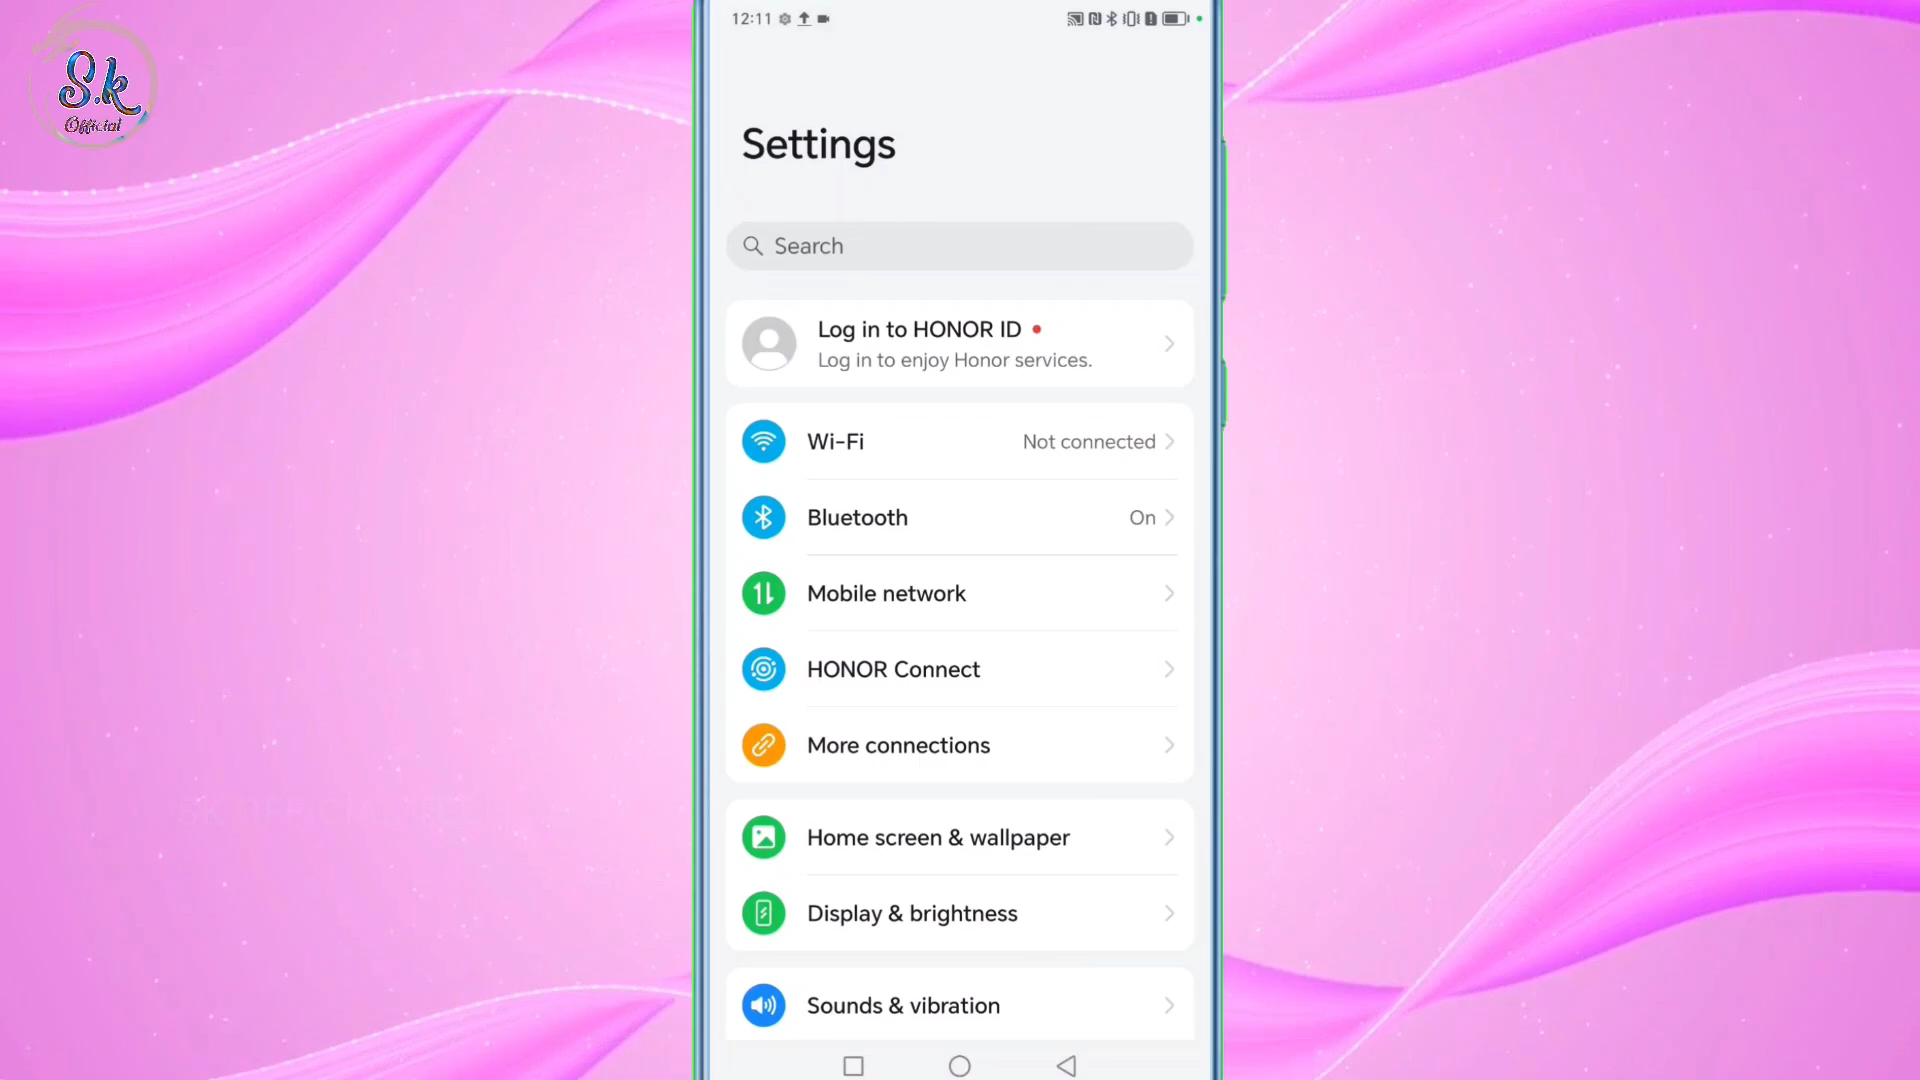 S.k
Official
12:11
Settings
Search
Log in to HONOR ID
Log in to enjoy Honor services.
Wi-Fi
Not connected
Bluetooth
On
Mobile network
HONOR Connect
More connections
Home screen & wallpaper
Display & brightness
Sounds & vibration